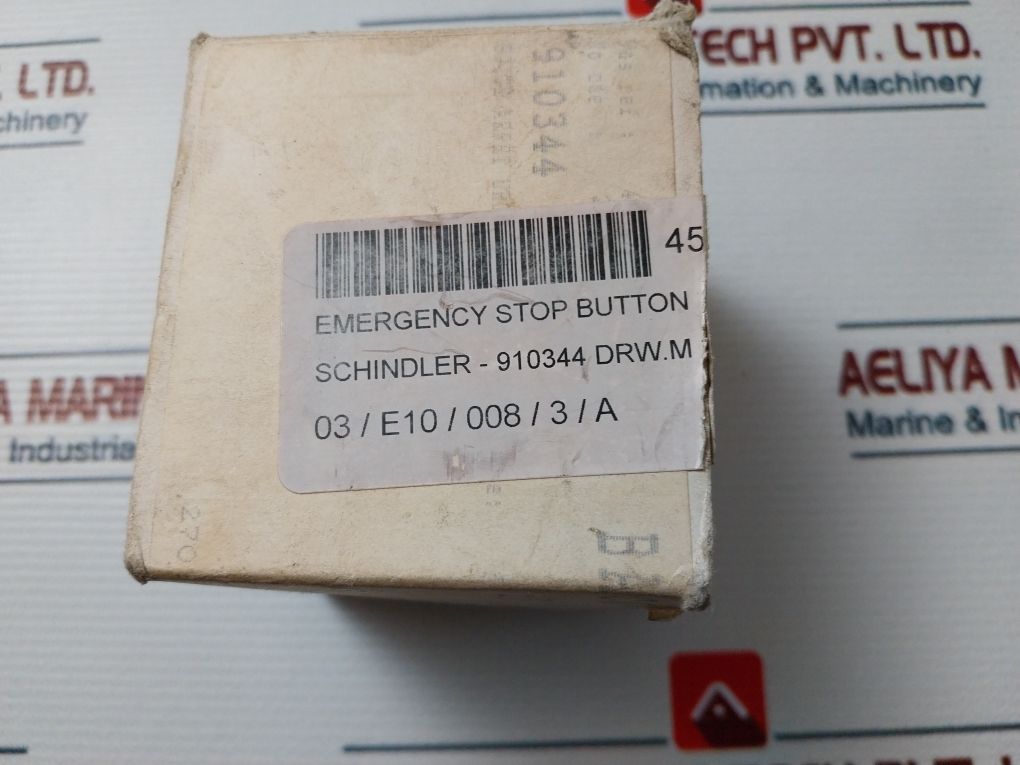 TECH PVT. LTD.
mation & Machinery
. LTD.
chinery
910344
45
EMERGENCY STOP BUTTON
SCHINDLER - 910344 DRW.M
03 / E10 / 008 / 3 / A
270
A MARIN
Industria
AELIYA M
Marine & In